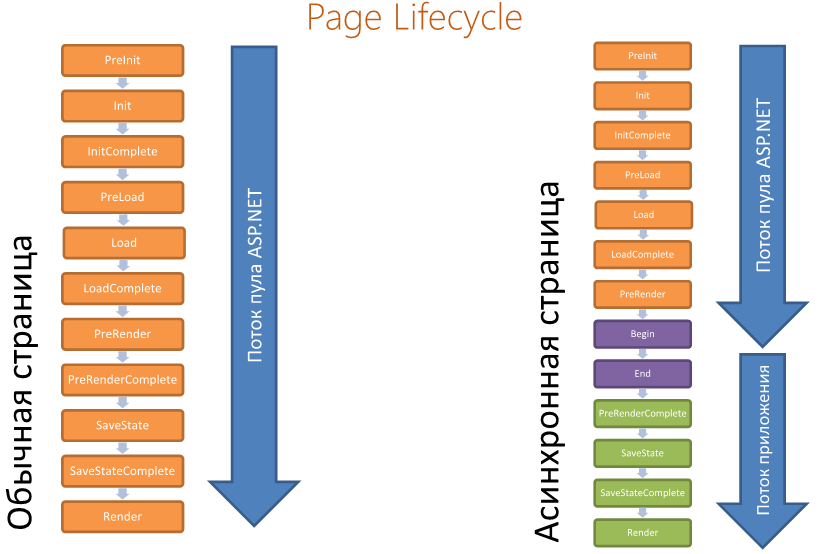 Page Lifecycle
Обычная страница
PreInit
Init
InitComplete
PreLoad
Load
LoadComplete
PreRender
PreRenderComplete
SaveState
SaveStateComplete
Render
Поток пула ASP.NET
Асинхронная страница
PreInit
Init
InitComplete
PreLoad
Load
LoadComplete
PreRender
Begin
End
PreRenderComplete
SaveState
SaveStateComplete
Render
Поток пула ASP.NET
Поток приложения